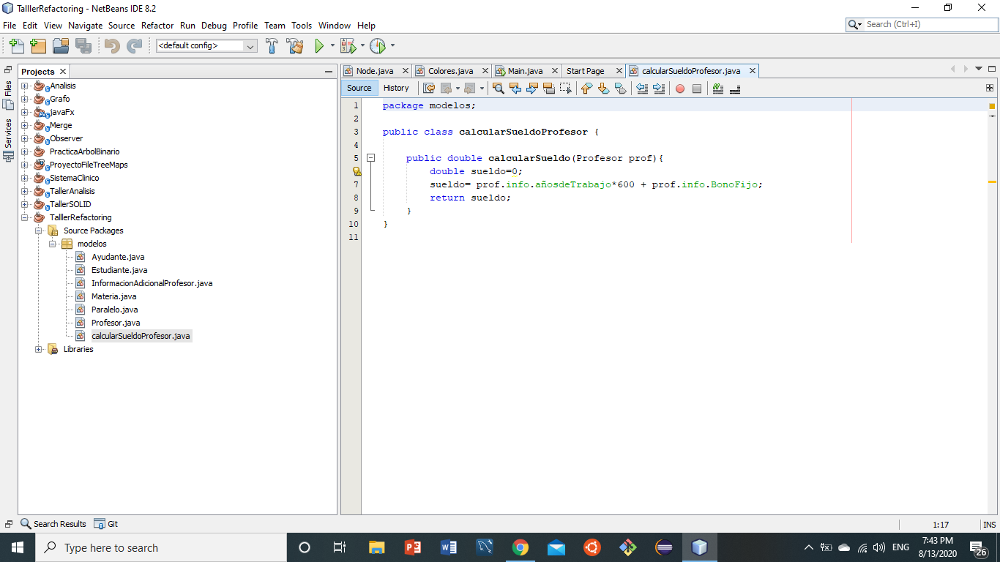 TalllerRefactoring - NetBeans IDE 8.2
File Edit View Navigate Source Refactor Run Debug Profile Team Tools Window Help
Search (Ctrl+I)
<default config>
Files
Services
Projects
Analisis
Grafo
javaFx
Merge
Observer
PracticaArbolBinario
ProyectoFileTreeMaps
SistemaClinico
TallerAnalisis
TallerSOLID
TalllerRefactoring
Source Packages
modelos
Ayudante.java
Estudiante.java
InformacionAdicionalProfesor.java
Materia.java
Paralelo.java
Profesor.java
calcularSueldoProfesor.java
Libraries
Node.java Colores.java Main.java Start Page calcularSueldoProfesor.java
Source History
1 package modelos;
2
3 public class calcularSueldoProfesor {
4
5 public double calcularSueldo(Profesor prof){
double sueldo=0;
7 sueldo= prof.info.añosdeTrabajo*600 + prof.info.BonoFijo;
8 return sueldo;
9 }
10 }
11
Search Results Git
1:17 INS
Type here to search
ENG
7:43 PM
8/13/2020
26